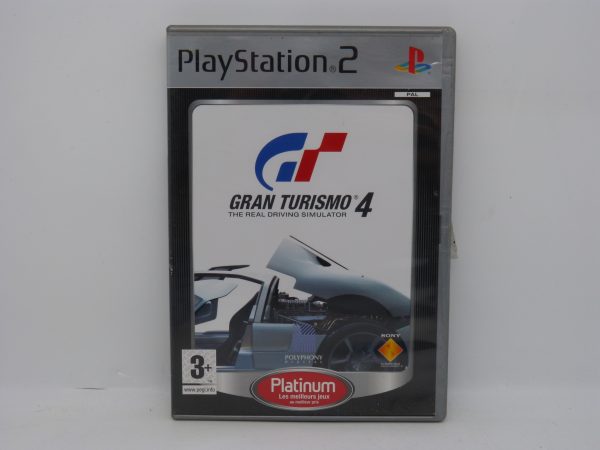 PlayStation®2
PAL
GRAN TURISMO®4
THE REAL DRIVING SIMULATOR
POLYPHONY
DIGITAL
SONY
3+
www.pegi.info
Platinum
Les meilleurs jeux
au meilleur prix